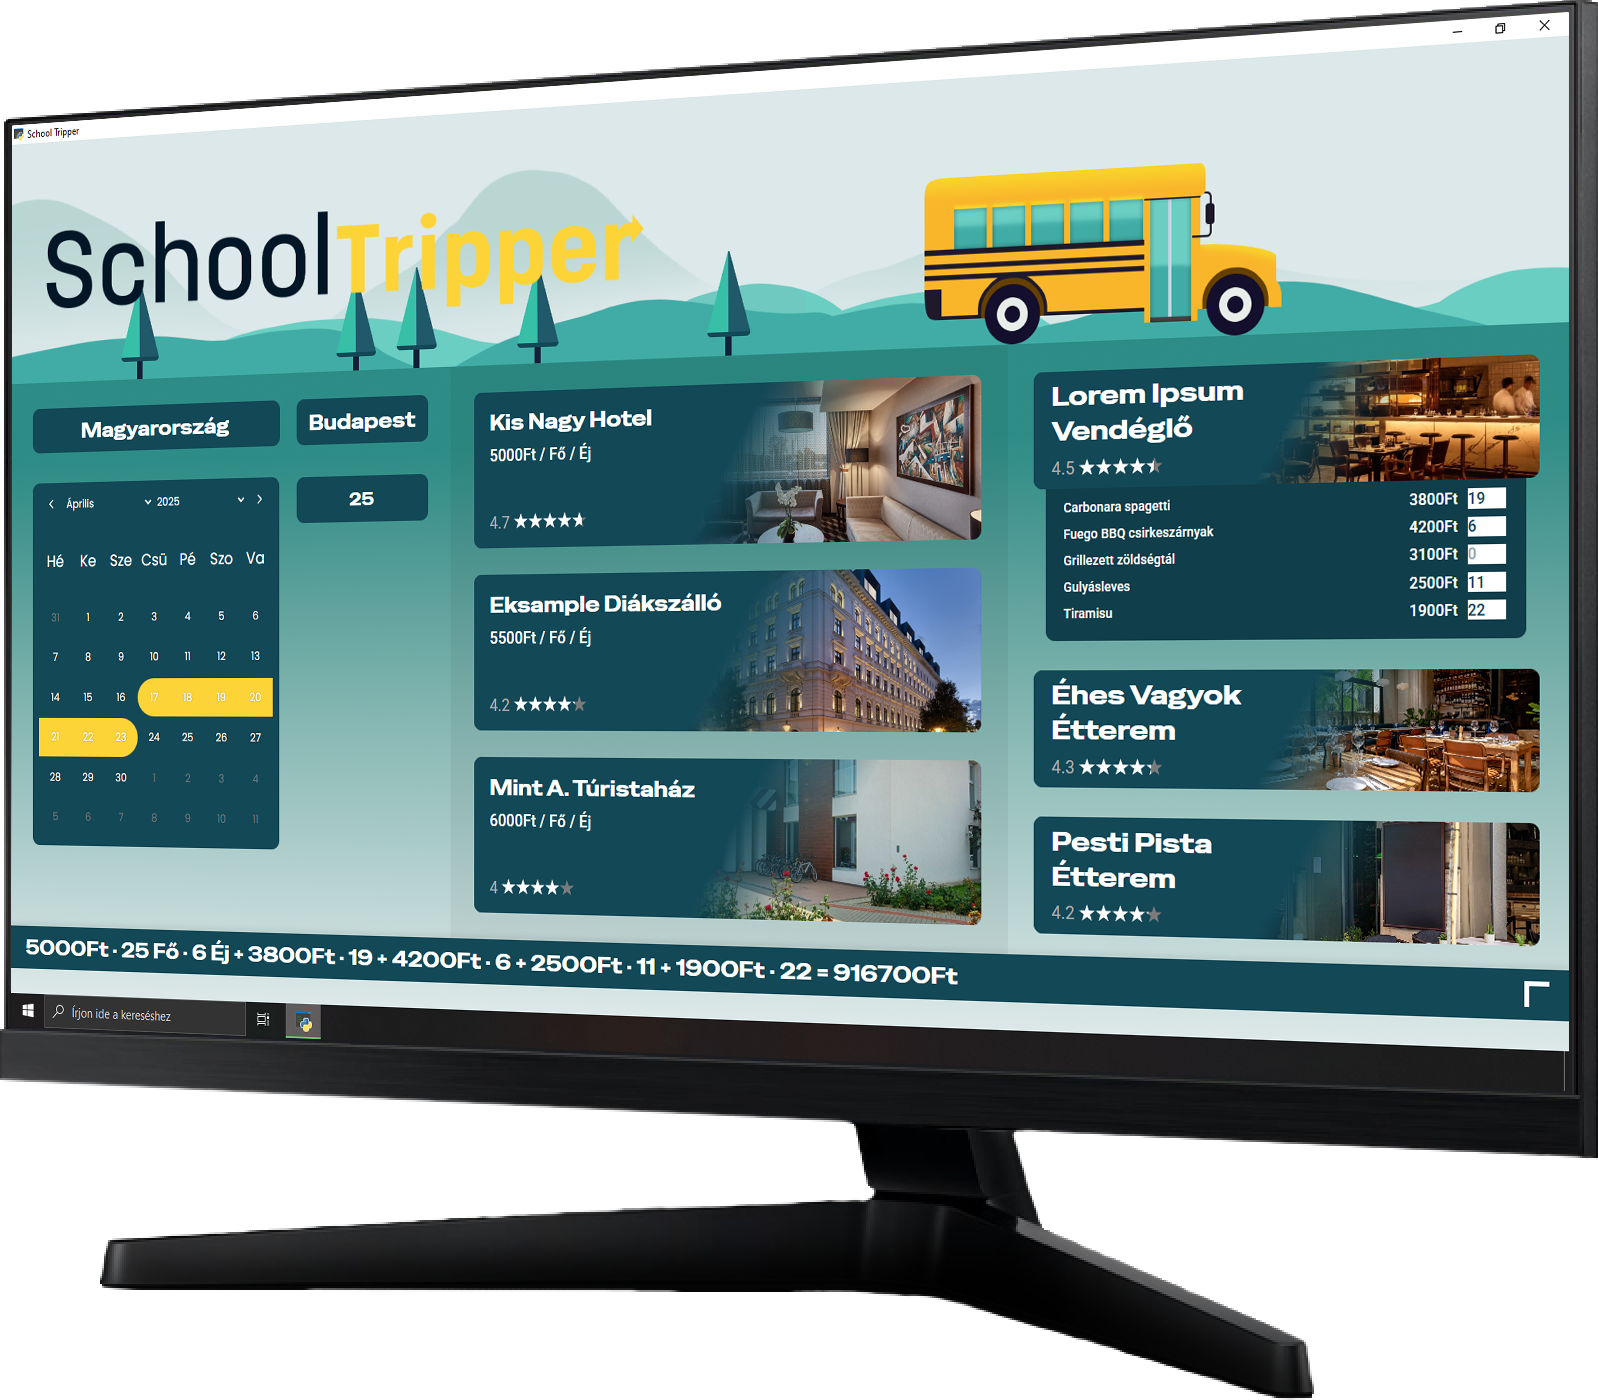 School Tripper
SchoolTripper
Magyarország
Budapest
Április 2025
25
Hé Ke Sze Csü Pé Szo Va
31 1 2 3 4 5 6
7 8 9 10 11 12 13
14 15 16 17 18 19 20
21 22 23 24 25 26 27
28 29 30 1 2 3 4
5 6 7 8 9 10 11
Kis Nagy Hotel
5000Ft / Fő / Éj
4.7
Eksample Diákszálló
5500Ft / Fő / Éj
4.2
Mint A. Túristaház
6000Ft / Fő / Éj
4
Lorem Ipsum
Vendéglő
4.5
Carbonara spagetti 3800Ft 19
Fuego BBQ csirkeszárnyak 4200Ft 6
Grillezett zöldségtál 3100Ft 0
Gulyásleves 2500Ft 11
Tiramisu 1900Ft 22
Éhes Vagyok
Étterem
4.3
Pesti Pista
Étterem
4.2
5000Ft · 25 Fő · 6 Éj + 3800Ft · 19 + 4200Ft · 6 + 2500Ft · 11 + 1900Ft · 22 = 916700Ft
Írjon ide a kereséshez